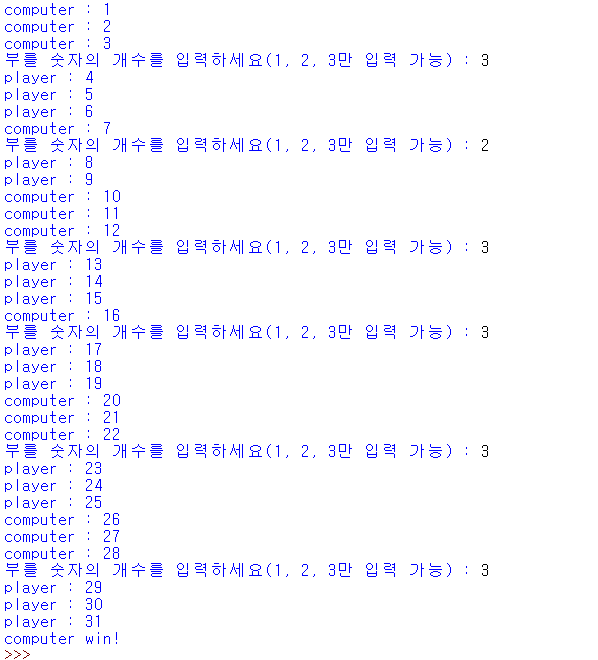 computer : 1
computer : 2
computer : 3
부를 숫자의 개수를 입력하세요(1, 2, 3만 입력 가능) : 3
player : 4
player : 5
player : 6
computer : 7
부를 숫자의 개수를 입력하세요(1, 2, 3만 입력 가능) : 2
player : 8
player : 9
computer : 10
computer : 11
computer : 12
부를 숫자의 개수를 입력하세요(1, 2, 3만 입력 가능) : 3
player : 13
player : 14
player : 15
computer : 16
부를 숫자의 개수를 입력하세요(1, 2, 3만 입력 가능) : 3
player : 17
player : 18
player : 19
computer : 20
computer : 21
computer : 22
부를 숫자의 개수를 입력하세요(1, 2, 3만 입력 가능) : 3
player : 23
player : 24
player : 25
computer : 26
computer : 27
computer : 28
부를 숫자의 개수를 입력하세요(1, 2, 3만 입력 가능) : 3
player : 29
player : 30
player : 31
computer win!
>>>